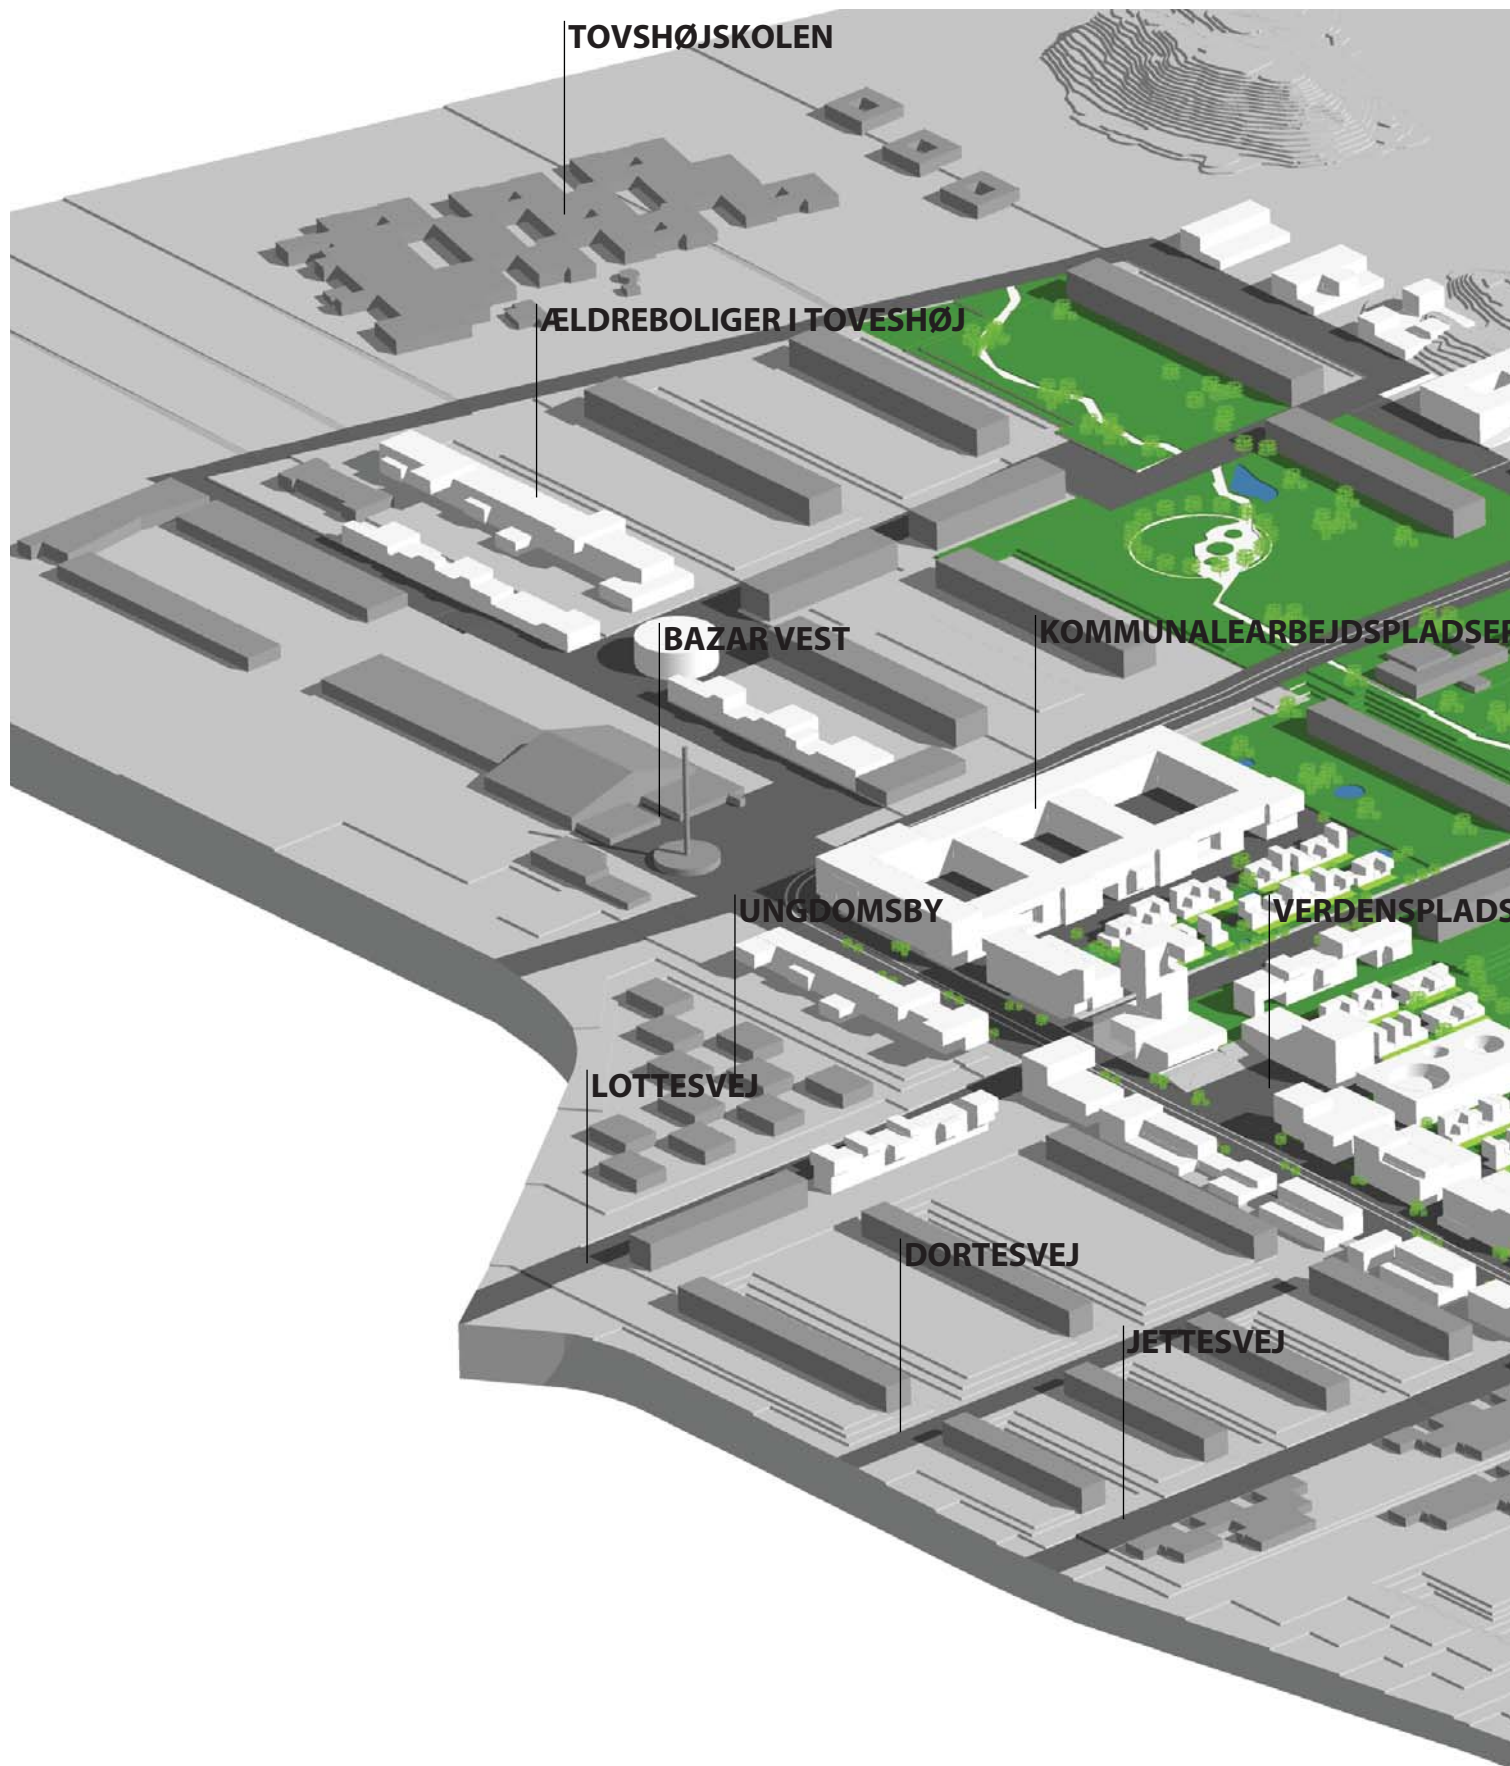 TOVSHØJSKOLEN
ÆLDREBOLIGER I TOVESHØJ
BAZAR VEST
KOMMUNALEARBEJDSPLADSER
UNGDOMSBY
VERDENSPLADS
LOTTESVEJ
DORTESVEJ
JETTESVEJ